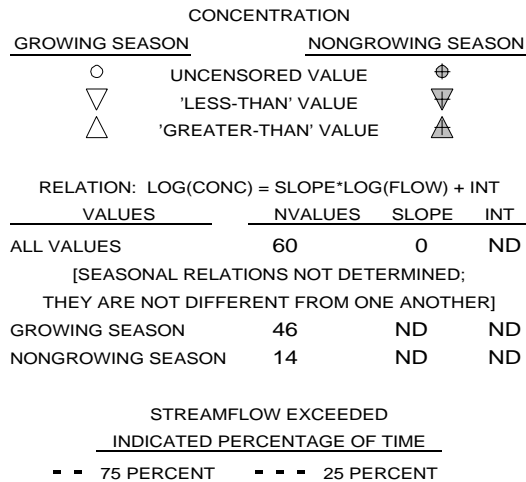 CONCENTRATION
GROWING SEASON NONGROWING SEASON
UNCENSORED VALUE
'LESS-THAN' VALUE
'GREATER-THAN' VALUE
RELATION: LOG(CONC) = SLOPE*LOG(FLOW) + INT
VALUES NVALUES SLOPE INT
ALL VALUES 60 0 ND
[SEASONAL RELATIONS NOT DETERMINED;
THEY ARE NOT DIFFERENT FROM ONE ANOTHER]
GROWING SEASON 46 ND ND
NONGROWING SEASON 14 ND ND
STREAMFLOW EXCEEDED
INDICATED PERCENTAGE OF TIME
75 PERCENT 25 PERCENT